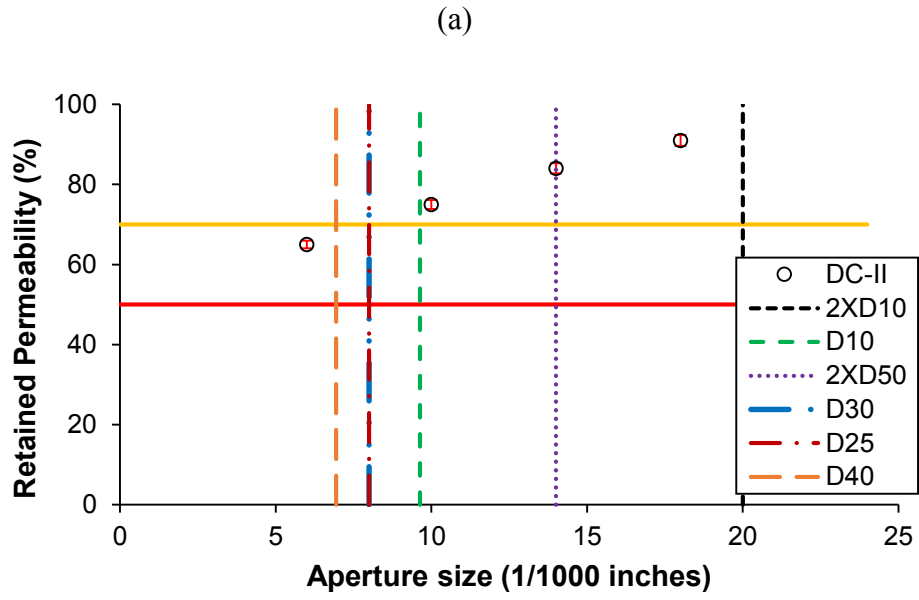 (a)
100
80
60
40
20
0
Retained Permeability (%)
0 5 10 15 20 25
Aperture size (1/1000 inches)
DC-II
2XD10
D10
2XD50
D30
D25
D40